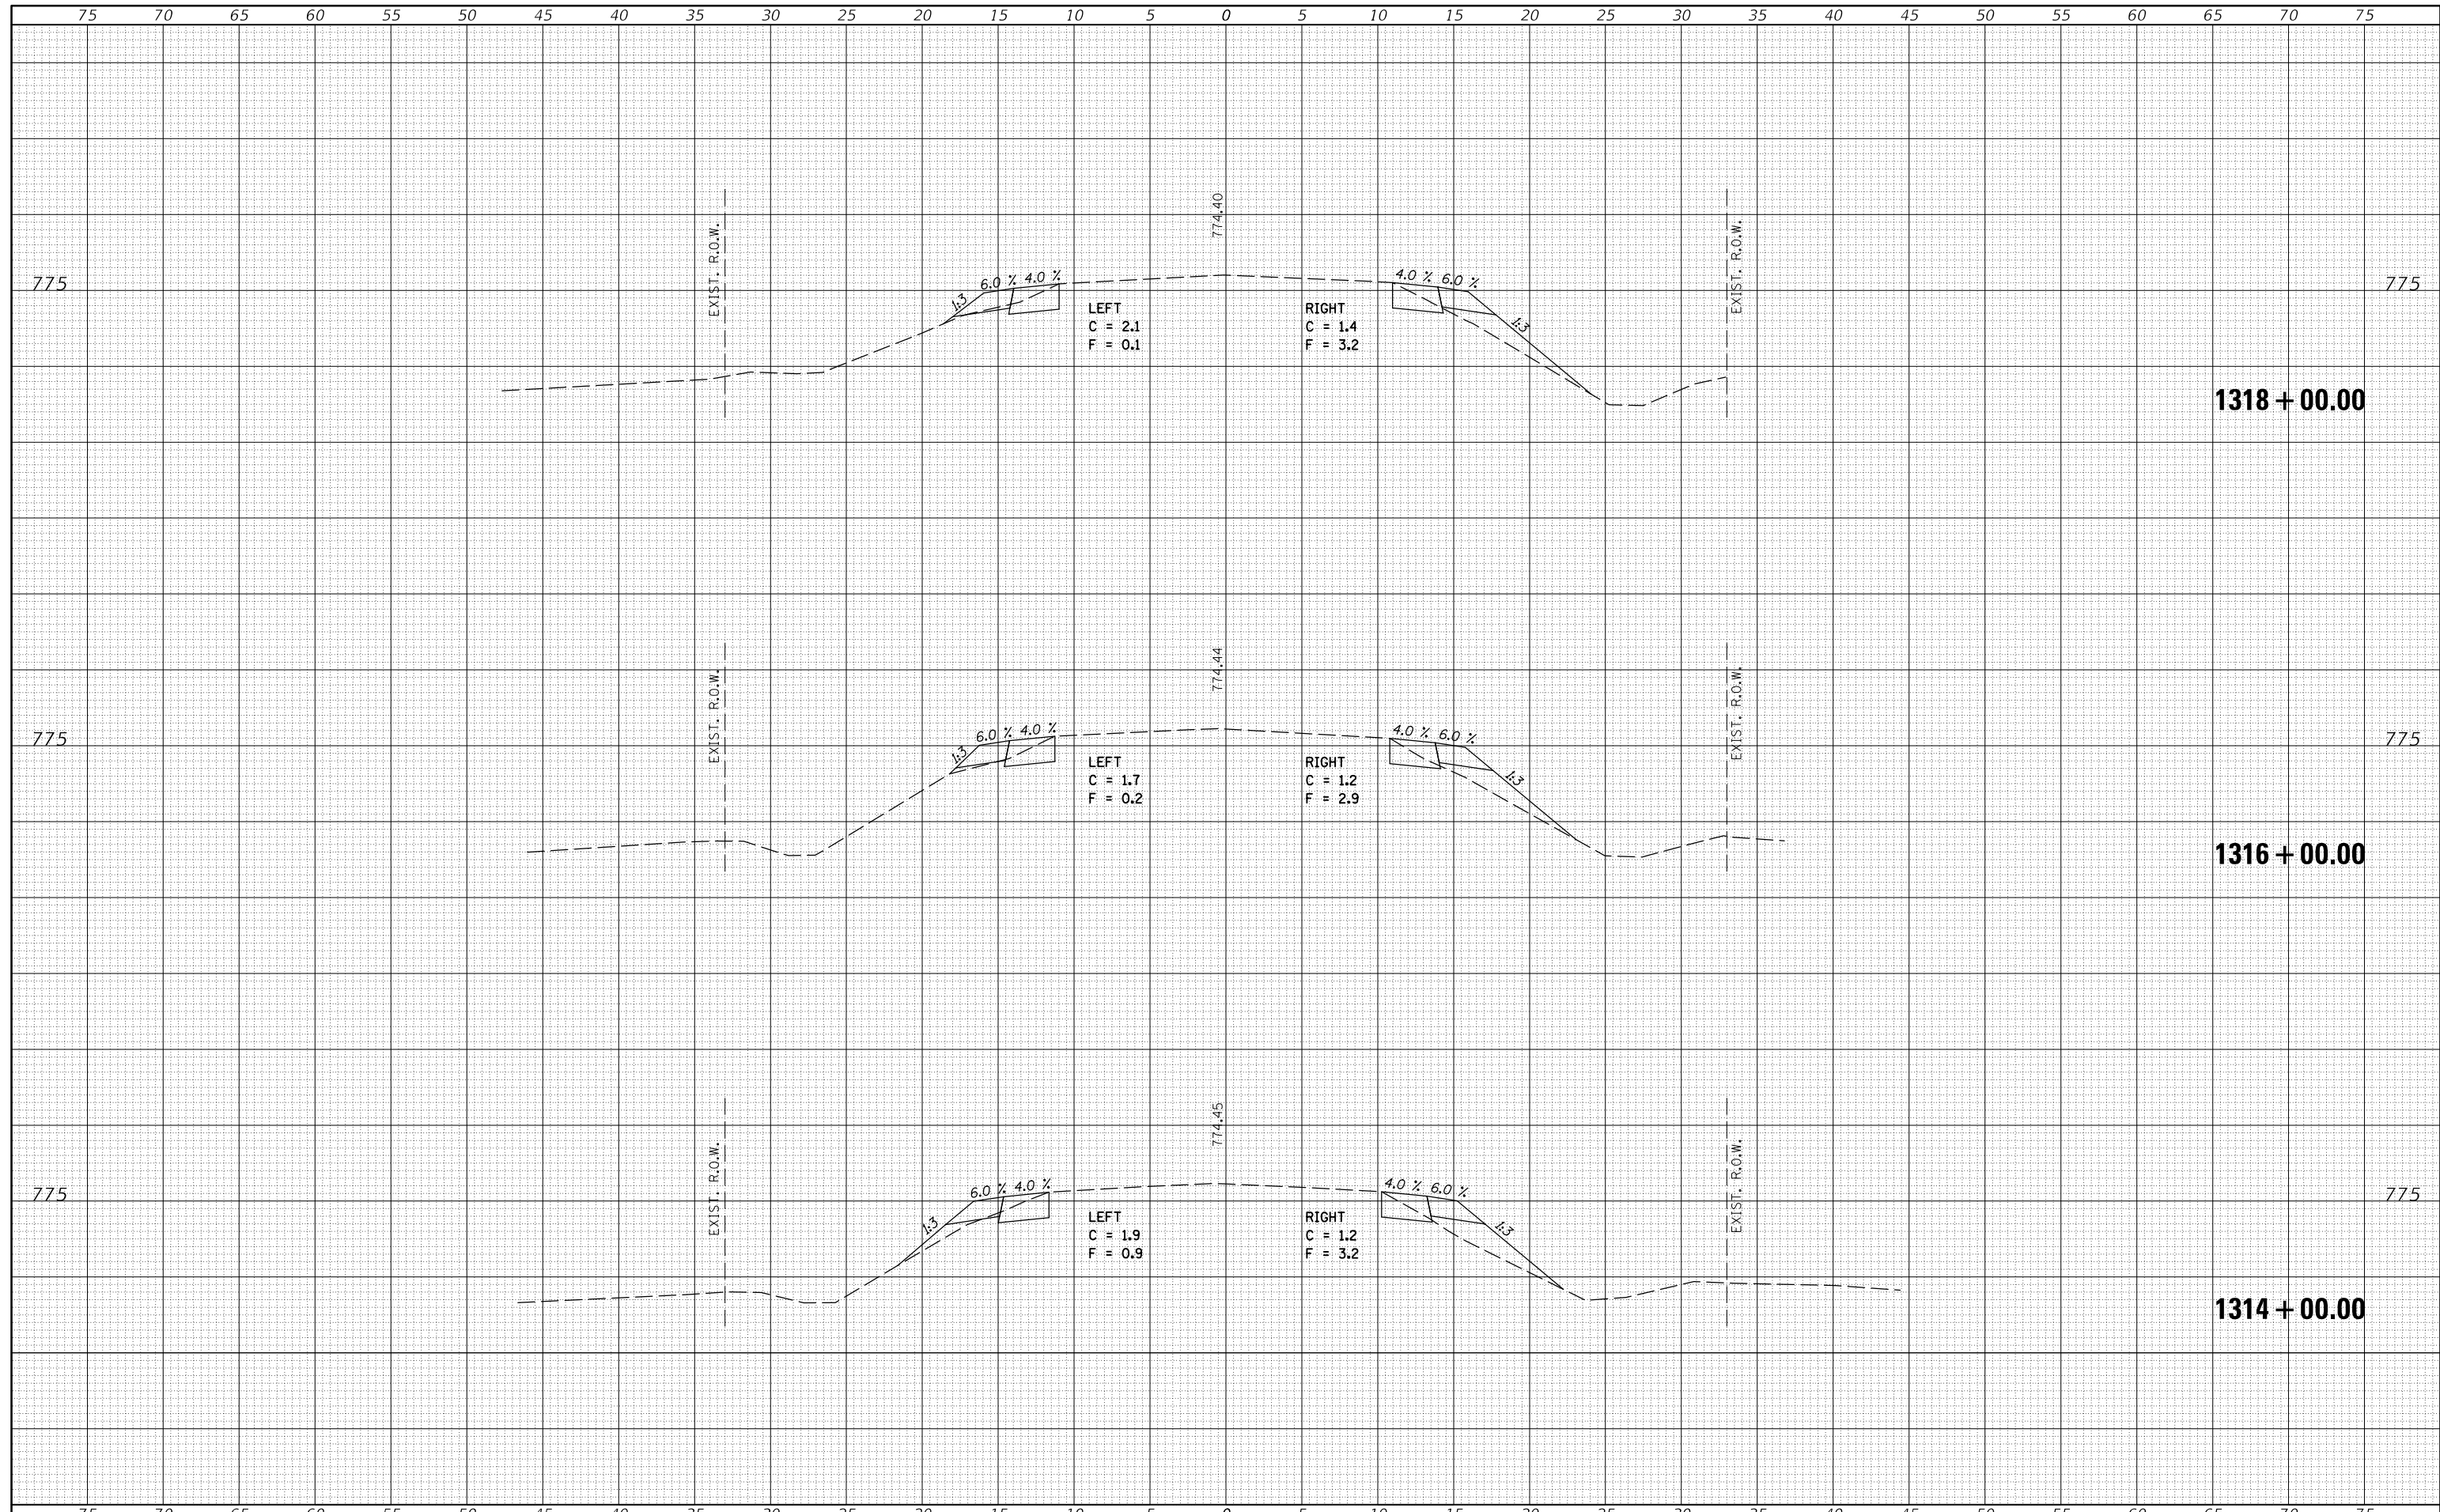 75 70 65 60 55 50 45 40 35 30 25 20 15 10 5 0 5 10 15 20 25 30 35 40 45 50 55 60 65 70 75
774.40
EXIST. R.O.W.
EXIST. R.O.W.
775
1:3
6.0 %
4.0 %
4.0 %
6.0 %
1:3
775
LEFT
C = 2.1
F = 0.1
RIGHT
C = 1.4
F = 3.2
1318 + 00.00
774.44
EXIST. R.O.W.
EXIST. R.O.W.
775
1:3
6.0 %
4.0 %
4.0 %
6.0 %
1:3
775
LEFT
C = 1.7
F = 0.2
RIGHT
C = 1.2
F = 2.9
1316 + 00.00
774.45
EXIST. R.O.W.
EXIST. R.O.W.
775
1:3
6.0 %
4.0 %
4.0 %
6.0 %
1:3
775
LEFT
C = 1.9
F = 0.9
RIGHT
C = 1.2
F = 3.2
1314 + 00.00
75 70 65 60 55 50 45 40 35 30 25 20 15 10 5 0 5 10 15 20 25 30 35 40 45 50 55 60 65 70 75